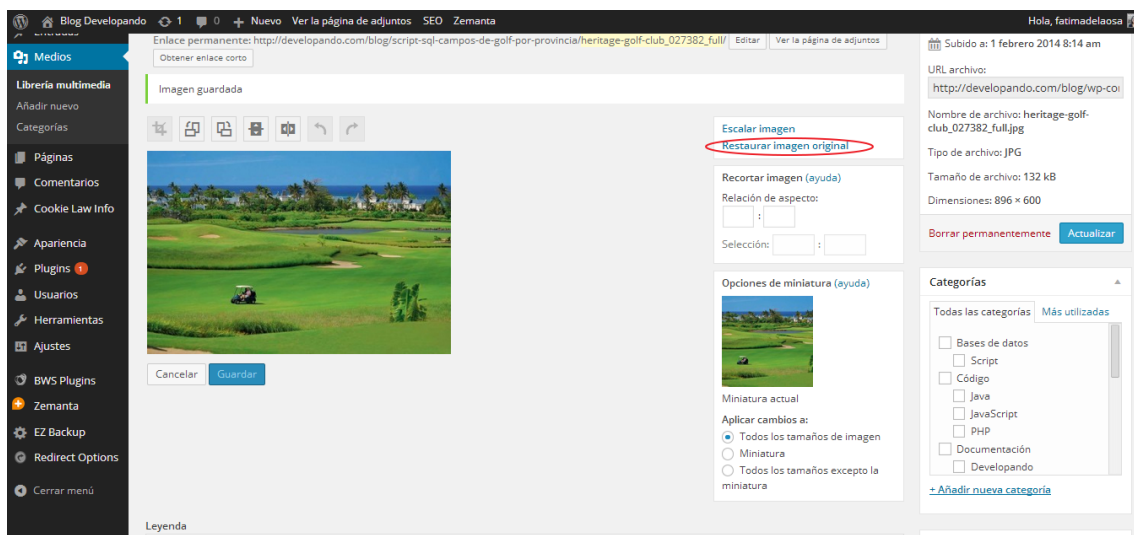 Blog Developando 1 0 + Nuevo Ver la página de adjuntos SEO Zemanta
Hola, fatimadelaosa
Medios
Librería multimedia
Añadir nuevo
Categorías
Páginas
Comentarios
Cookie Law Info
Apariencia
Plugins 1
Usuarios
Herramientas
Ajustes
BWS Plugins
Zemanta
EZ Backup
Redirect Options
Cerrar menú
Enlace permanente: http://developando.com/blog/script-sql-campos-de-golf-por-provincia/heritage-golf-club_027382_full/ Editar Ver la página de adjuntos
Obtener enlace corto
Imagen guardada
Cancelar Guardar
Leyenda
Escalar imagen
Restaurar imagen original
Recortar imagen (ayuda)
Relación de aspecto:
:
Selección: :
Opciones de miniatura (ayuda)
Miniatura actual
Aplicar cambios a:
Todos los tamaños de imagen
Miniatura
Todos los tamaños excepto la
miniatura
Subido a: 1 febrero 2014 8:14 am
URL archivo:
http://developando.com/blog/wp-co
Nombre de archivo: heritage-golf-
club_027382_full.jpg
Tipo de archivo: JPG
Tamaño de archivo: 132 kB
Dimensiones: 896 × 600
Borrar permanentemente Actualizar
Categorías
Todas las categorías Más utilizadas
Bases de datos
Script
Código
Java
JavaScript
PHP
Documentación
Developando
+ Añadir nueva categoría